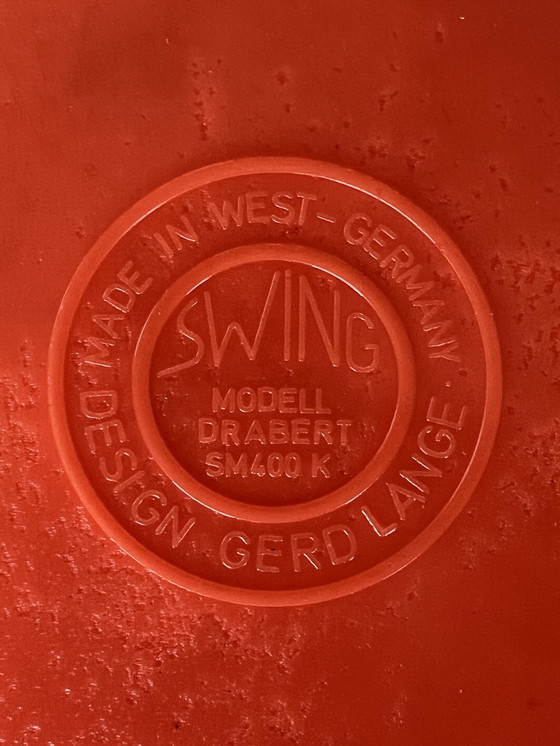 MADE IN WEST-GERMANY ·
DESIGN GERD LANGE ·
SWING
MODELL
DRABERT
SM400 K